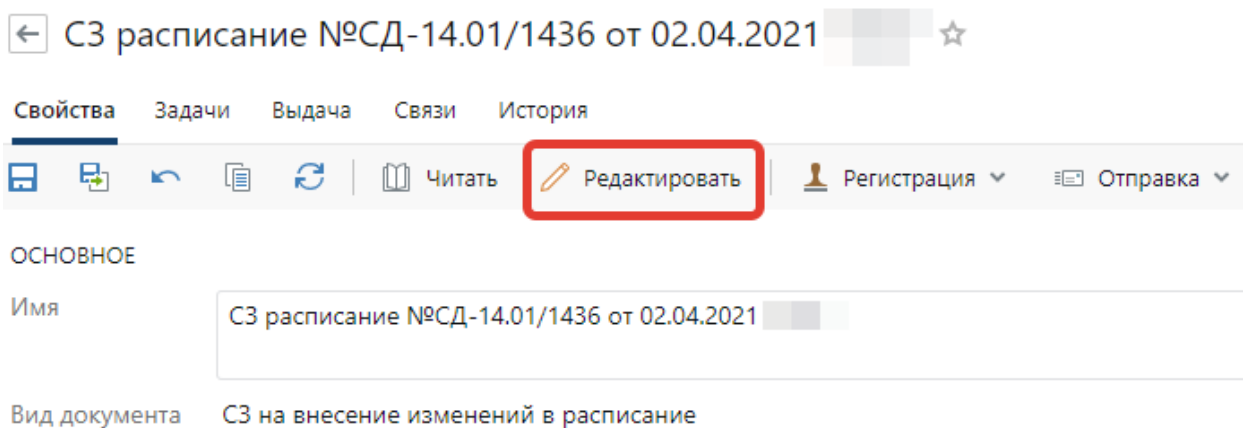 СЗ расписание №СД-14.01/1436 от 02.04.2021
Свойства Задачи Выдача Связи История
Читать Редактировать Регистрация Отправка
ОСНОВНОЕ
Имя
СЗ расписание №СД-14.01/1436 от 02.04.2021
Вид документа СЗ на внесение изменений в расписание